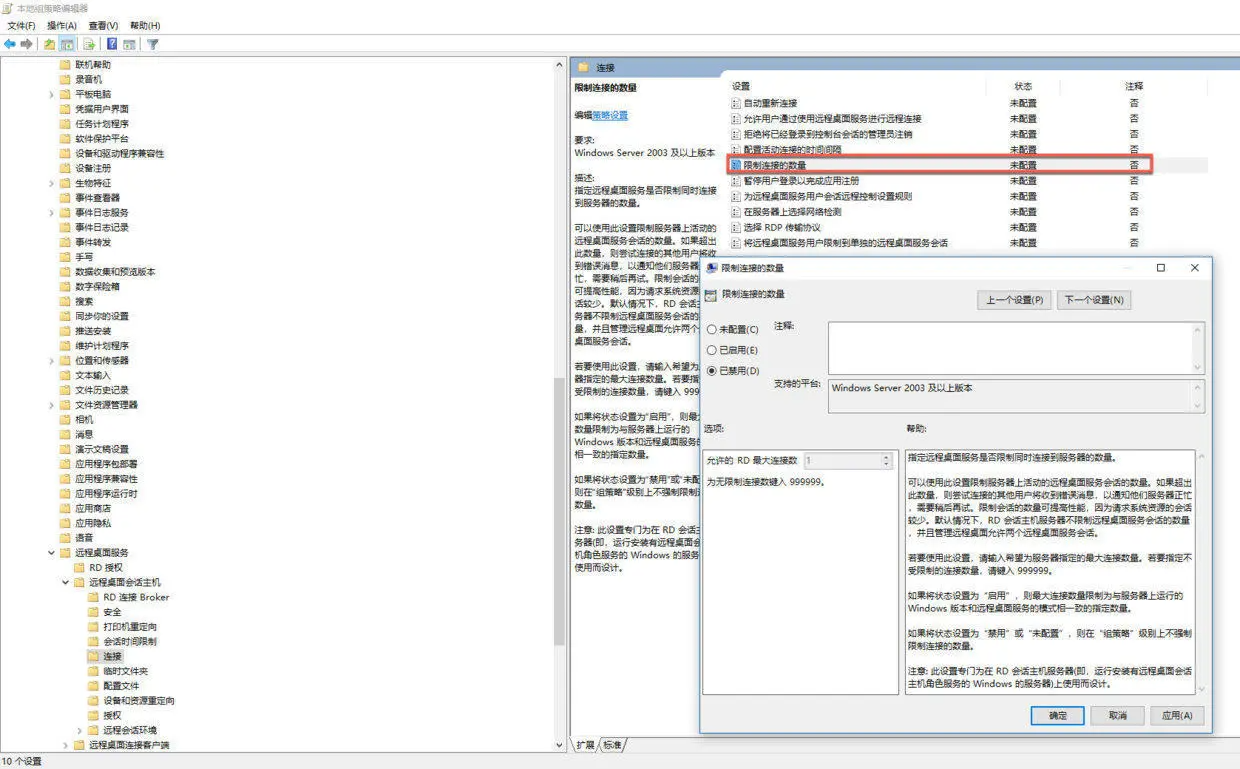 本地组策略编辑器
文件(F) 操作(A) 查看(V) 帮助(H)
联机帮助
录音机
平板电脑
凭据用户界面
任务计划程序
软件保护平台
设备和驱动程序兼容性
设备注册
生物特征
事件查看器
事件日志服务
事件日志记录
事件转发
手写
数据收集和预览版本
数字保险箱
搜索
同步你的设置
推送安装
维护计划程序
位置和传感器
文本输入
文件历史记录
文件资源管理器
相机
消息
演示文稿设置
应用程序包部署
应用程序兼容性
应用程序运行时
应用商店
应用隐私
语音
远程桌面服务
RD 授权
远程桌面会话主机
RD 连接 Broker
安全
打印机重定向
会话时间限制
连接
临时文件夹
配置文件
设备和资源重定向
授权
远程会话环境
远程桌面连接客户端
10 个设置
连接
限制连接的数量
编辑策略设置
要求:
Windows Server 2003 及以上版本
描述:
指定远程桌面服务是否限制同时连接
到服务器的数量。
可以使用此设置限制服务器上活动的
远程桌面服务会话的数量。如果超出
此数量，则尝试连接的其他用户将收
到错误消息，以通知他们服务器
忙，需要稍后再试。限制会话的
可提高性能，因为请求系统资源
话较少。默认情况下，RD 会话
务器不限制远程桌面服务会话的
量，并且管理远程桌面允许两个
桌面服务会话。
若要使用此设置，请输入希望为
器指定的最大连接数量。若要指
受限制的连接数量，请键入 999
如果将状态设置为“启用”，则最
数量限制为与服务器上运行的
Windows 版本和远程桌面服务的
相一致的指定数量。
如果将状态设置为“禁用”或“未配
则在“组策略”级别上不强制限制
数量。
注意: 此设置专门为在 RD 会话主
务器(即，运行安装有远程桌面会
机角色服务的 Windows 的服务
使用而设计。
扩展 标准
设置 状态 注释
自动重新连接 未配置 否
允许用户通过使用远程桌面服务进行远程连接 未配置 否
拒绝将已经登录到控制台会话的管理员注销 未配置 否
配置活动连接的时间间隔 未配置 否
限制连接的数量 未配置 否
暂停用户登录以完成应用注册 未配置 否
为远程桌面服务用户会话远程控制设置规则 未配置 否
在服务器上选择网络检测 未配置 否
选择 RDP 传输协议 未配置 否
将远程桌面服务用户限制到单独的远程桌面服务会话 未配置 否
限制连接的数量
限制连接的数量
上一个设置(P) 下一个设置(N)
未配置(C) 注释:
已启用(E)
已禁用(D)
支持的平台: Windows Server 2003 及以上版本
选项: 帮助:
允许的 RD 最大连接数 1
为无限制连接数键入 999999。
指定远程桌面服务是否限制同时连接到服务器的数量。
可以使用此设置限制服务器上活动的远程桌面服务会话的数量。如果超出
此数量，则尝试连接的其他用户将收到错误消息，以通知他们服务器正忙
，需要稍后再试。限制会话的数量可提高性能，因为请求系统资源的会话
较少。默认情况下，RD 会话主机服务器不限制远程桌面服务会话的数量
，并且管理远程桌面允许两个远程桌面服务会话。
若要使用此设置，请输入希望为服务器指定的最大连接数量。若要指定不
受限制的连接数量，请键入 999999。
如果将状态设置为“启用”，则最大连接数量限制为与服务器上运行的
Windows 版本和远程桌面服务的模式相一致的指定数量。
如果将状态设置为“禁用”或“未配置”，则在“组策略”级别上不强制
限制连接的数量。
注意: 此设置专门为在 RD 会话主机服务器(即，运行安装有远程桌面会话
主机角色服务的 Windows 的服务器)上使用而设计。
确定 取消 应用(A)